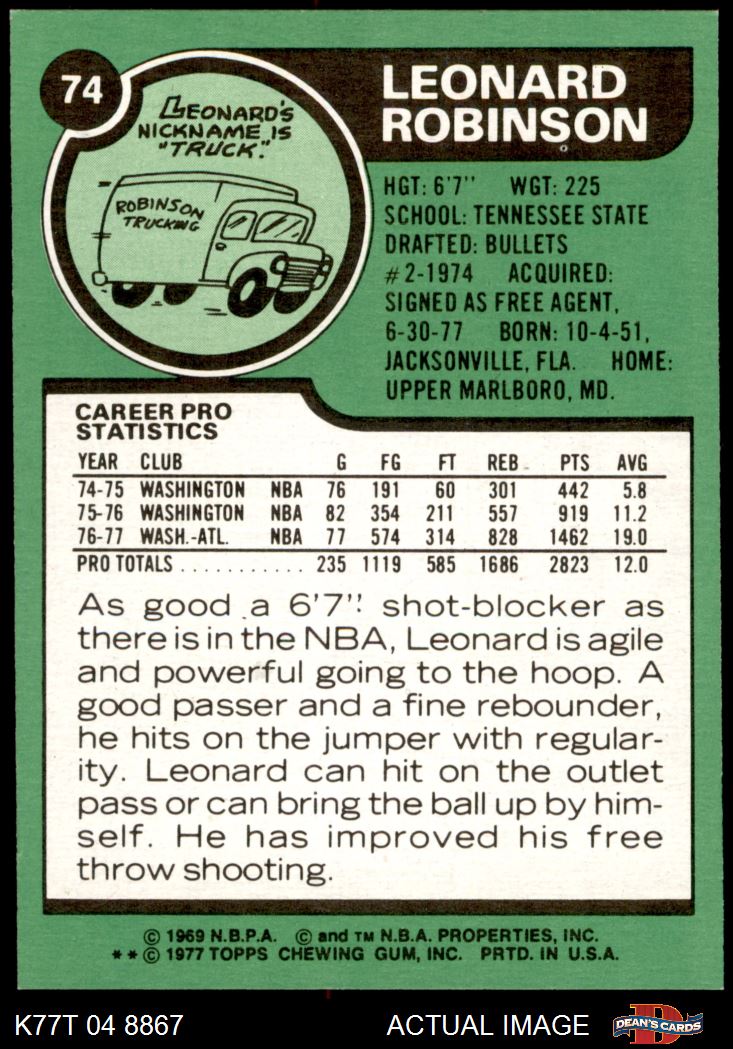 74
LEONARD'S
NICKNAME IS
"TRUCK."
ROBINSON
TRUCKING
LEONARD
ROBINSON
HGT: 6'7" WGT: 225
SCHOOL: TENNESSEE STATE
DRAFTED: BULLETS
#2-1974 ACQUIRED:
SIGNED AS FREE AGENT,
6-30-77 BORN: 10-4-51,
JACKSONVILLE, FLA. HOME:
UPPER MARLBORO, MD.
CAREER PRO
STATISTICS
YEAR CLUB G FG FT REB PTS AVG
74-75 WASHINGTON NBA 76 191 60 301 442 5.8
75-76 WASHINGTON NBA 82 354 211 557 919 11.2
76-77 WASH.-ATL. NBA 77 574 314 828 1462 19.0
PRO TOTALS . . . . . . . . . . . 235 1119 585 1686 2823 12.0
As good a 6'7" shot-blocker as
there is in the NBA, Leonard is agile
and powerful going to the hoop. A
good passer and a fine rebounder,
he hits on the jumper with regular-
ity. Leonard can hit on the outlet
pass or can bring the ball up by him-
self. He has improved his free
throw shooting.
© 1969 N.B.P.A. © and TM N.B.A. PROPERTIES, INC.
**© 1977 TOPPS CHEWING GUM, INC. PRTD. IN U.S.A.
K77T 04 8867 ACTUAL IMAGE
D
DEAN'S CARDS